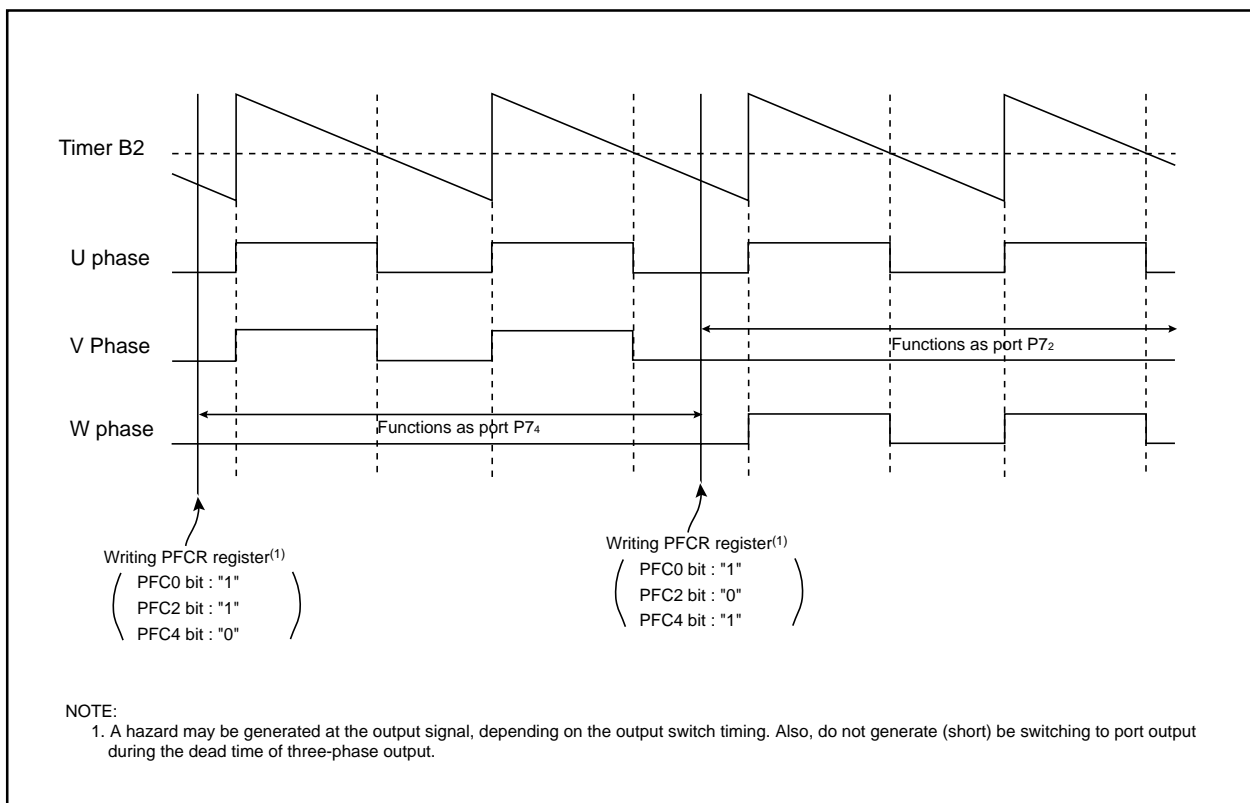 Timer B2
U phase
V Phase
Functions as port P7₂
W phase
Functions as port P7₄
Writing PFCR register⁽¹⁾
PFC0 bit : "1"
PFC2 bit : "1"
PFC4 bit : "0"
Writing PFCR register⁽¹⁾
PFC0 bit : "1"
PFC2 bit : "0"
PFC4 bit : "1"
NOTE:
1. A hazard may be generated at the output signal, depending on the output switch timing. Also, do not generate (short) be switching to port output
during the dead time of three-phase output.